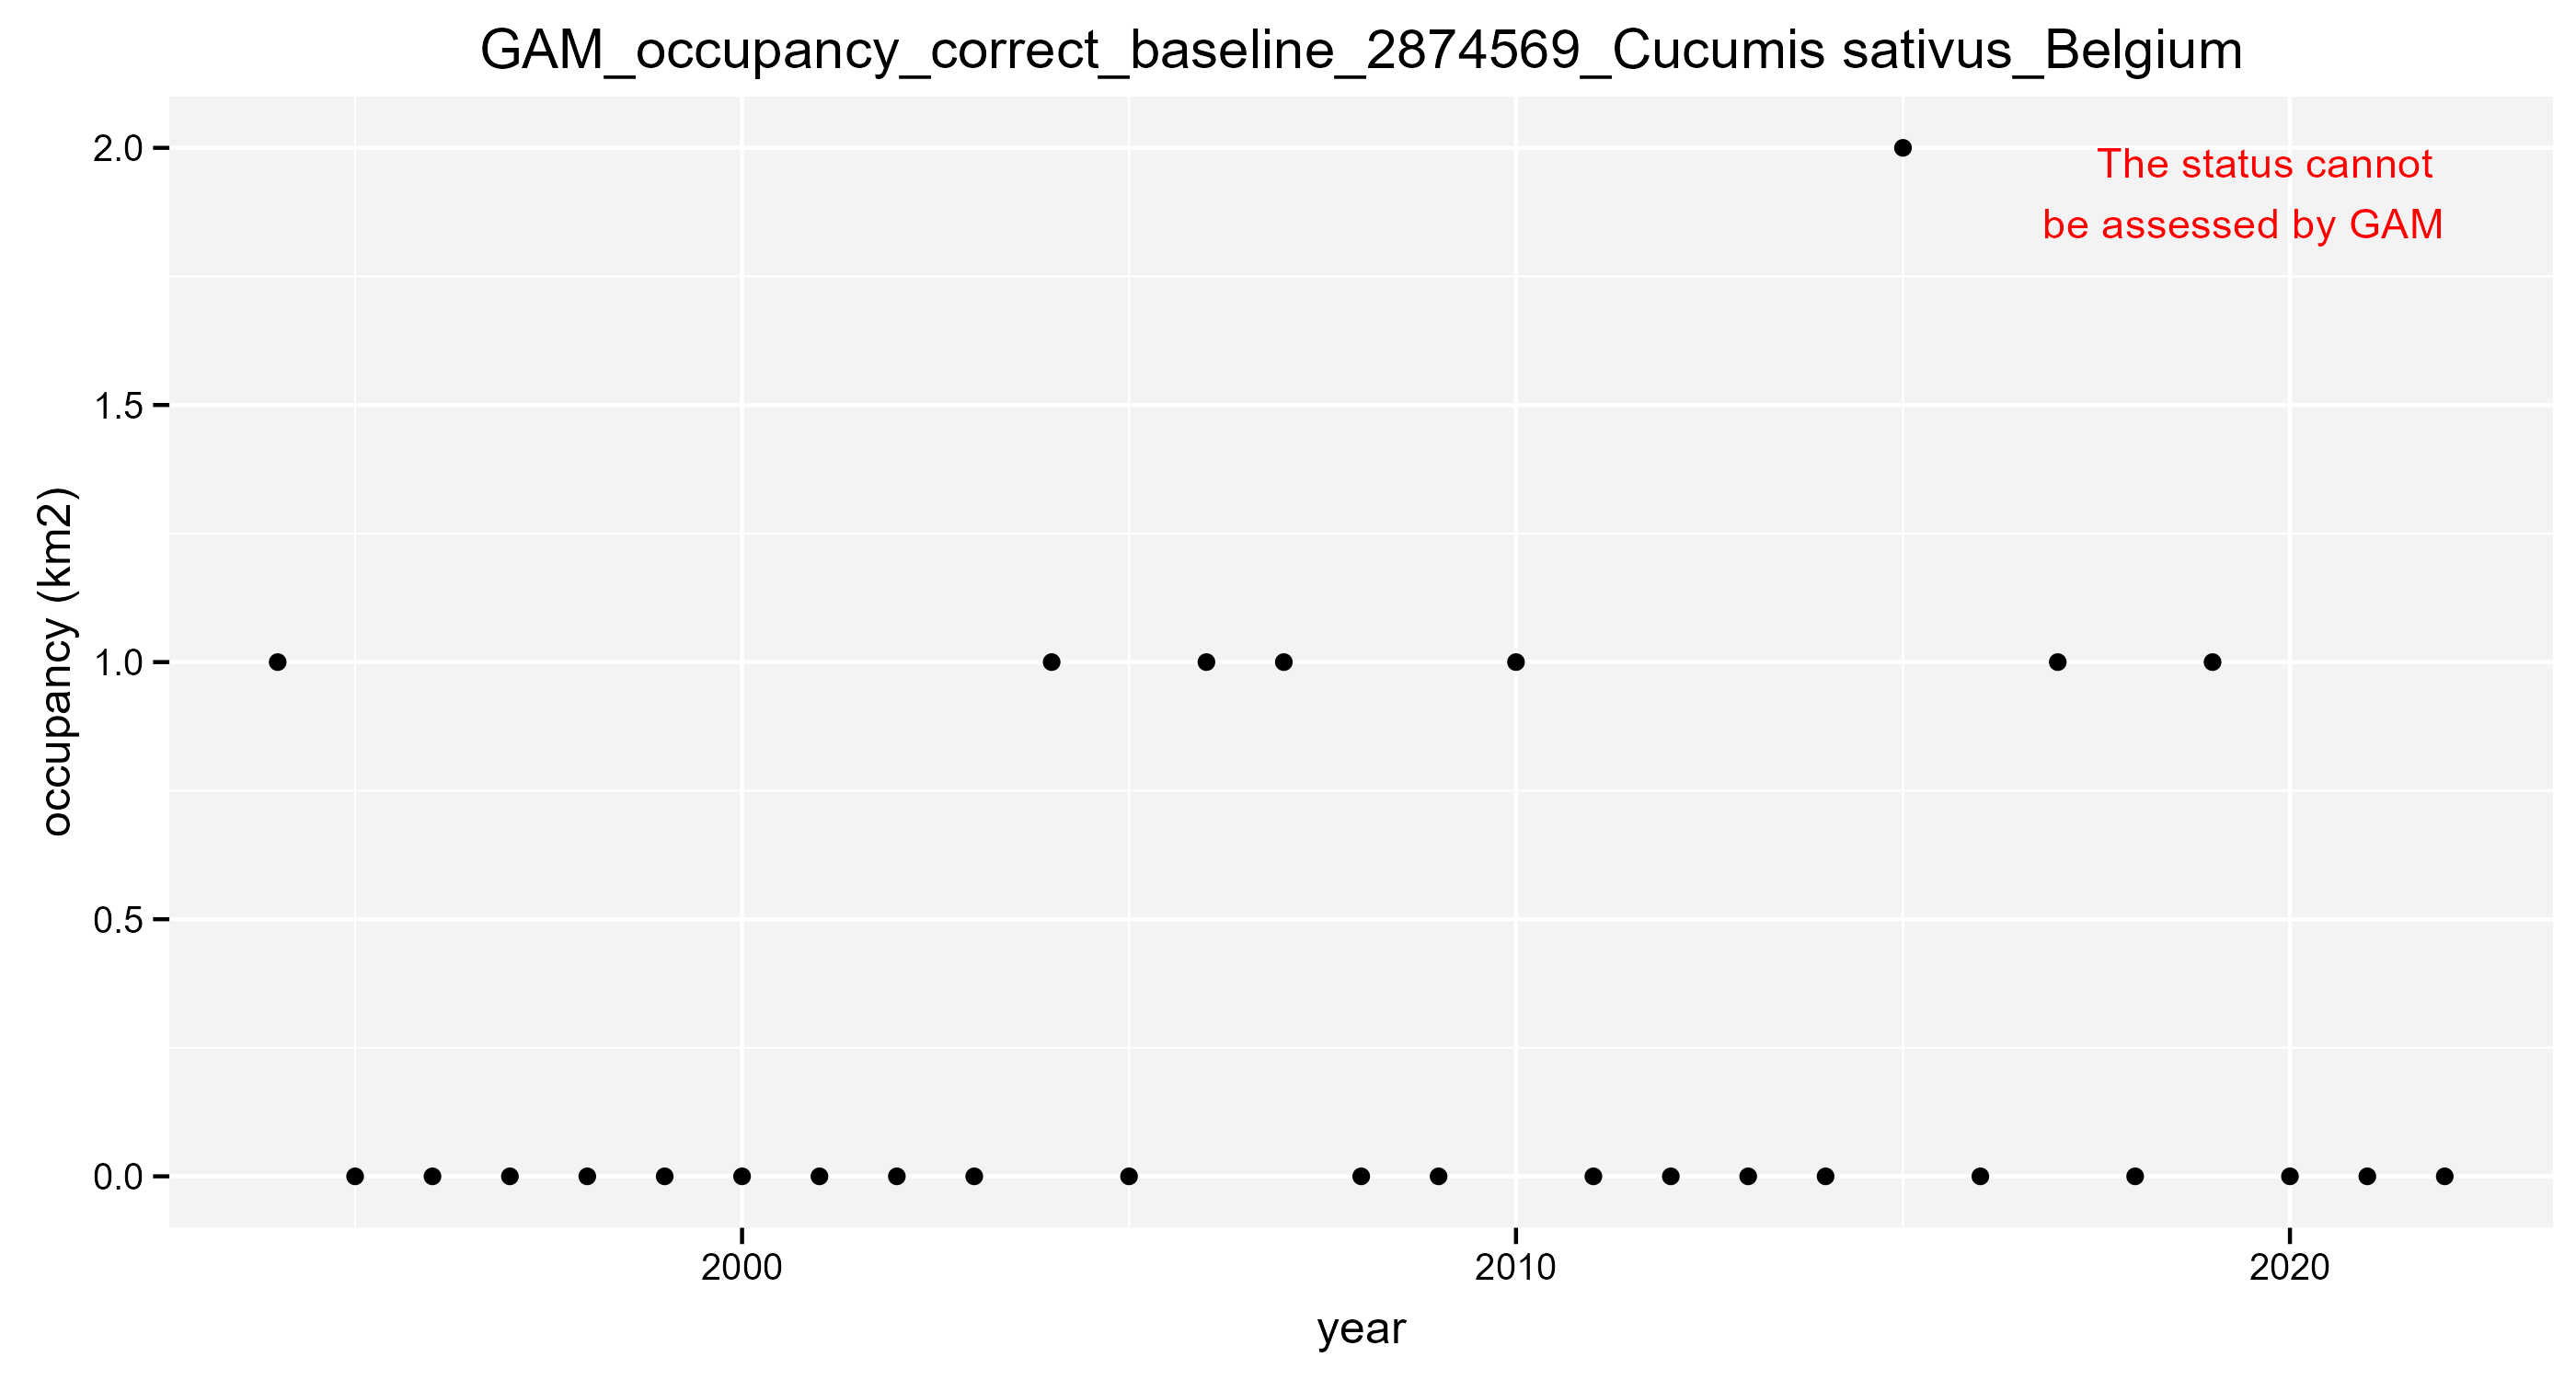 GAM_occupancy_correct_baseline_2874569_Cucumis sativus_Belgium
2.0
The status cannot
be assessed by GAM
1.5
occupancy (km2)
1.0
0.5
0.0
2000 2010 2020
year